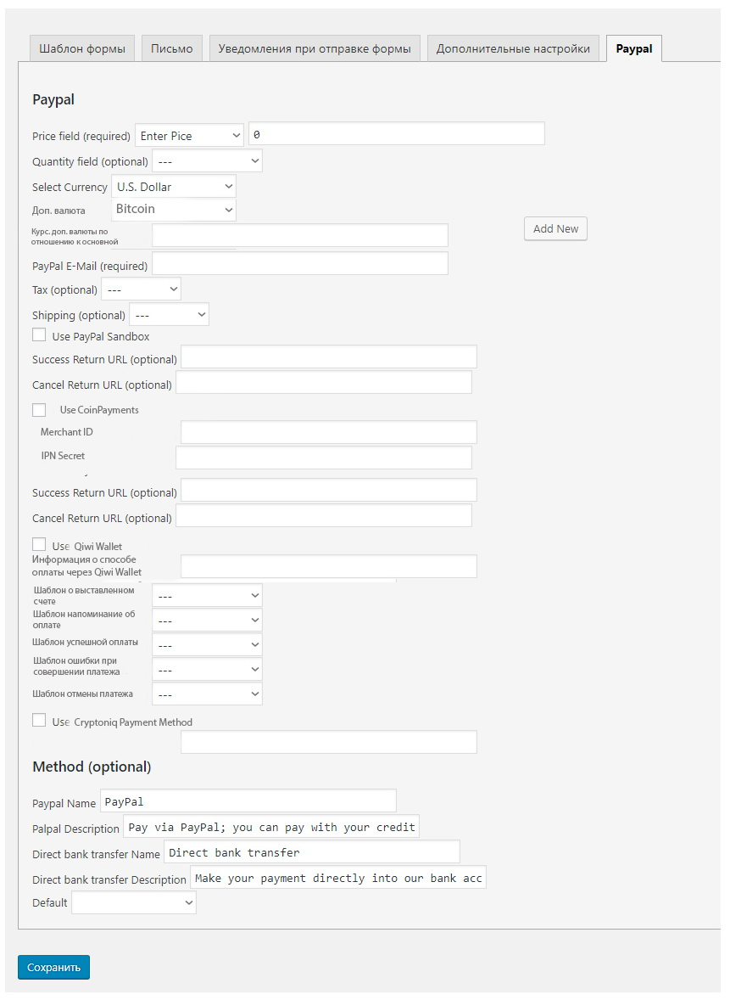 Шаблон формы Письмо Уведомления при отправке формы Дополнительные настройки Paypal
Paypal
Price field (required) Enter Pice 0
Quantity field (optional) ---
Select Currency U.S. Dollar
Доп. валюта Bitcoin
Курс. доп. валюты по
отношению к основной
Add New
PayPal E-Mail (required)
Tax (optional) ---
Shipping (optional) ---
Use PayPal Sandbox
Success Return URL (optional)
Cancel Return URL (optional)
Use CoinPayments
Merchant ID
IPN Secret
Success Return URL (optional)
Cancel Return URL (optional)
Use Qiwi Wallet
Информация о способе
оплаты через Qiwi Wallet
Шаблон о выставленном
счете
---
Шаблон напоминание об
оплате
---
Шаблон успешной оплаты ---
Шаблон ошибки при
совершении платежа
---
Шаблон отмены платежа ---
Use Cryptoniq Payment Method
Method (optional)
Paypal Name PayPal
Palpal Description Pay via PayPal; you can pay with your credit
Direct bank transfer Name Direct bank transfer
Direct bank transfer Description Make your payment directly into our bank acc
Default
Сохранить